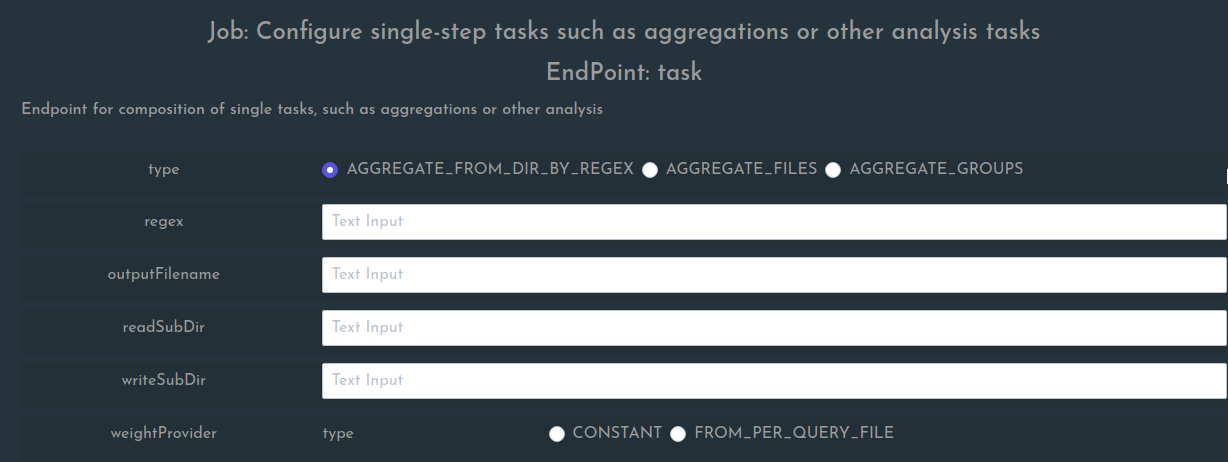 Job: Configure single-step tasks such as aggregations or other analysis tasks
EndPoint: task
Endpoint for composition of single tasks, such as aggregations or other analysis
type AGGREGATE_FROM_DIR_BY_REGEX AGGREGATE_FILES AGGREGATE_GROUPS
regex Text Input
outputFilename Text Input
readSubDir Text Input
writeSubDir Text Input
weightProvider type CONSTANT FROM_PER_QUERY_FILE